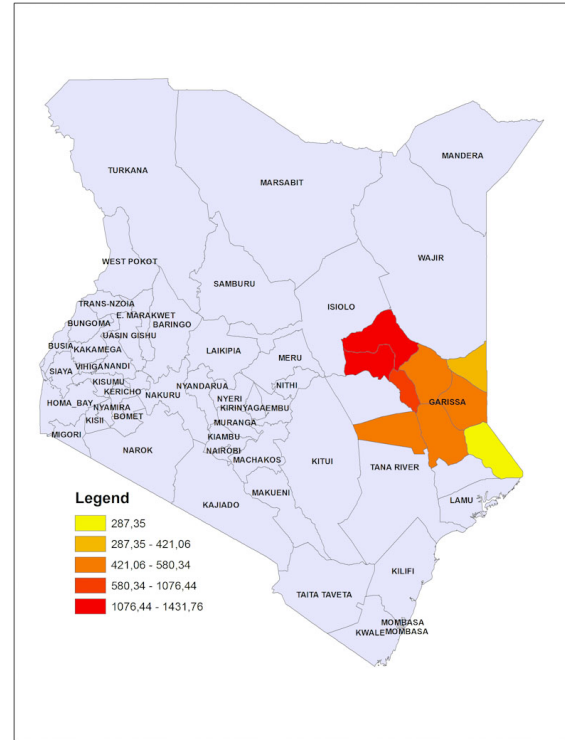 MANDERA
TURKANA
MARSABIT
WAJIR
WEST POKOT
SAMBURU
ISIOLO
TRANS-NZOIA
E. MARAKWET
BUNGOMA
BARINGO
UASIN GISHU
BUSIA
KAKAMEGA
LAIKIPIA
MERU
VIHIGA
NANDI
SIAYA
KISUMU
NYANDARUA
NITHI
KERICHO
NAKURU
HOMA_BAY
NYERI
GARISSA
NYAMIRA
KIRINYAGA
EMBU
BOMET
KISII
MURANGA
MIGORI
KIAMBU
NAROK
NAIROBI
MACHAKOS
KITUI
TANA RIVER
MAKUENI
LAMU
KAJIADO
KILIFI
TAITA TAVETA
MOMBASA
KWALE
MOMBASA
Legend
287,35
287,35 - 421,06
421,06 - 580,34
580,34 - 1076,44
1076,44 - 1431,76